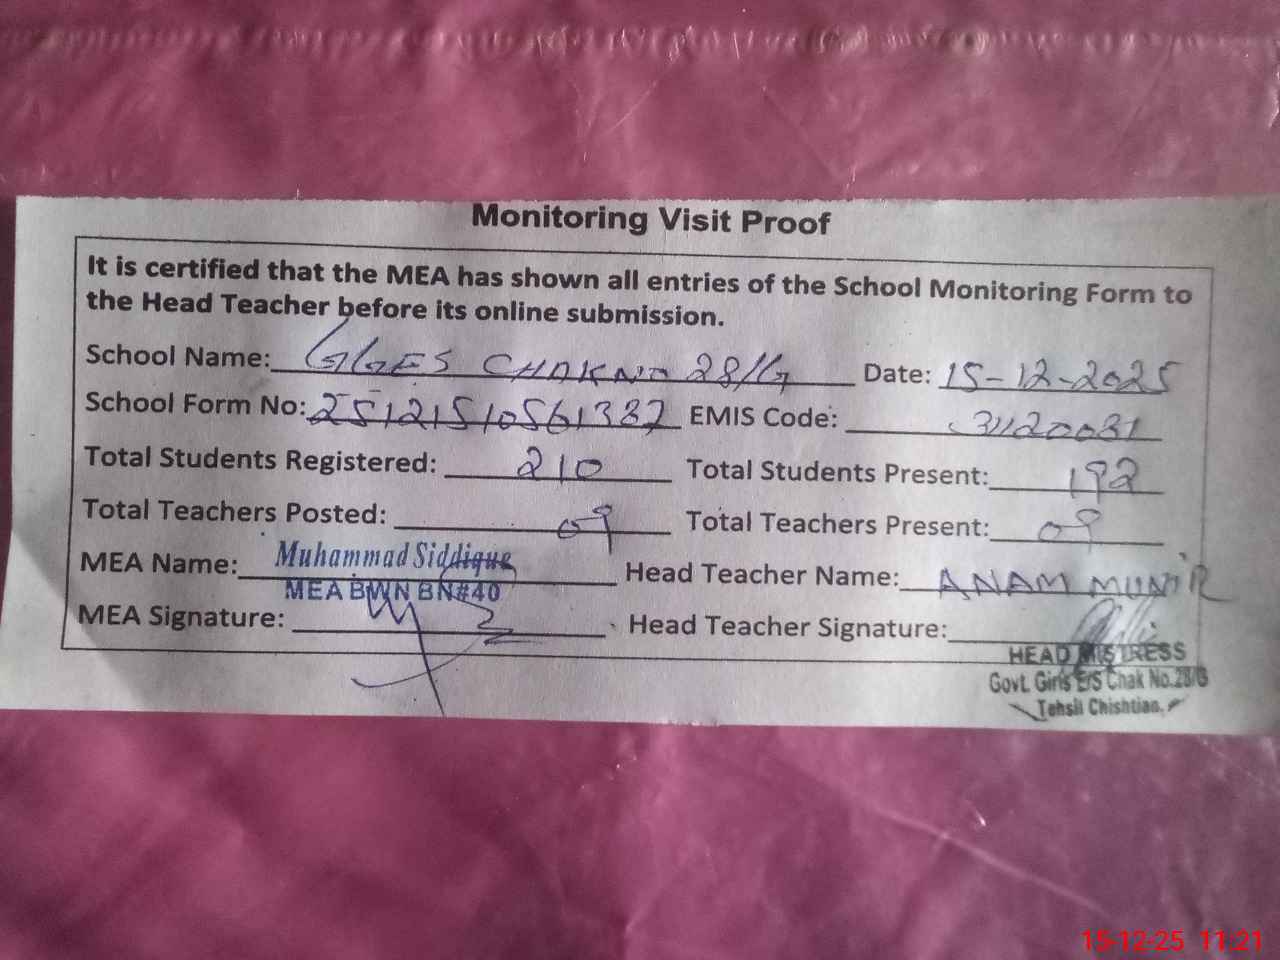 Monitoring Visit Proof
It is certified that the MEA has shown all entries of the School Monitoring Form to
the Head Teacher before its online submission.
School Name: GGES CHAK NO 28/G Date: 15-12-2025
School Form No: 25121510561387 EMIS Code: 31120081
Total Students Registered: 210 Total Students Present: 192
Total Teachers Posted: 09 Total Teachers Present: 09
MEA Name: Muhammad Siddique Head Teacher Name: ANAM MUNIR
MEA BWN BN#40
MEA Signature: Head Teacher Signature:
HEAD MISTRESS
Govt. Girls E/S Chak No.28/G
Tehsil Chishtian.
15-12-25 11:21